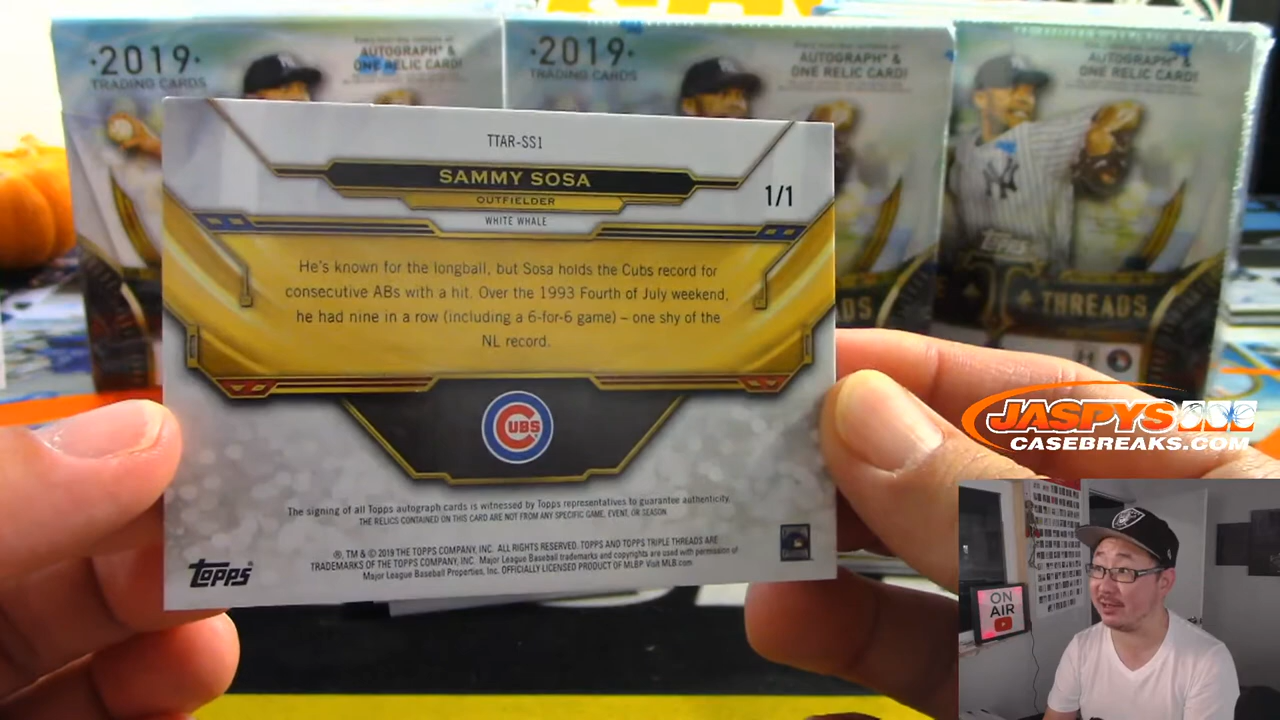 ·2019·
TRADING CARDS
AUTOGRAPH* &
ONE RELIC CARD!
·2019·
TRADING CARDS
AUTOGRAPH* &
ONE RELIC CARD!
AUTOGRAPH* &
ONE RELIC CARD!
TTAR-SS1
SAMMY SOSA
1/1
OUTFIELDER
WHITE WHALE
He's known for the longball, but Sosa holds the Cubs record for
consecutive ABs with a hit. Over the 1993 Fourth of July weekend,
he had nine in a row (including a 6-for-6 game) – one shy of the
NL record.
CUBS
The signing of all Topps autograph cards is witnessed by Topps representatives to guarantee authenticity.
THE RELICS CONTAINED ON THIS CARD ARE NOT FROM ANY SPECIFIC GAME, EVENT, OR SEASON.
®, TM & © 2019 THE TOPPS COMPANY, INC. ALL RIGHTS RESERVED. TOPPS AND TOPPS TRIPLE THREADS ARE
TRADEMARKS OF THE TOPPS COMPANY, INC. Major League Baseball trademarks and copyrights are used with permission of
Major League Baseball Properties, Inc. OFFICIALLY LICENSED PRODUCT OF MLBP Visit MLB.com
topps
NY
Topps
THREADS
JASPYS
CASEBREAKS.COM
ON
AIR